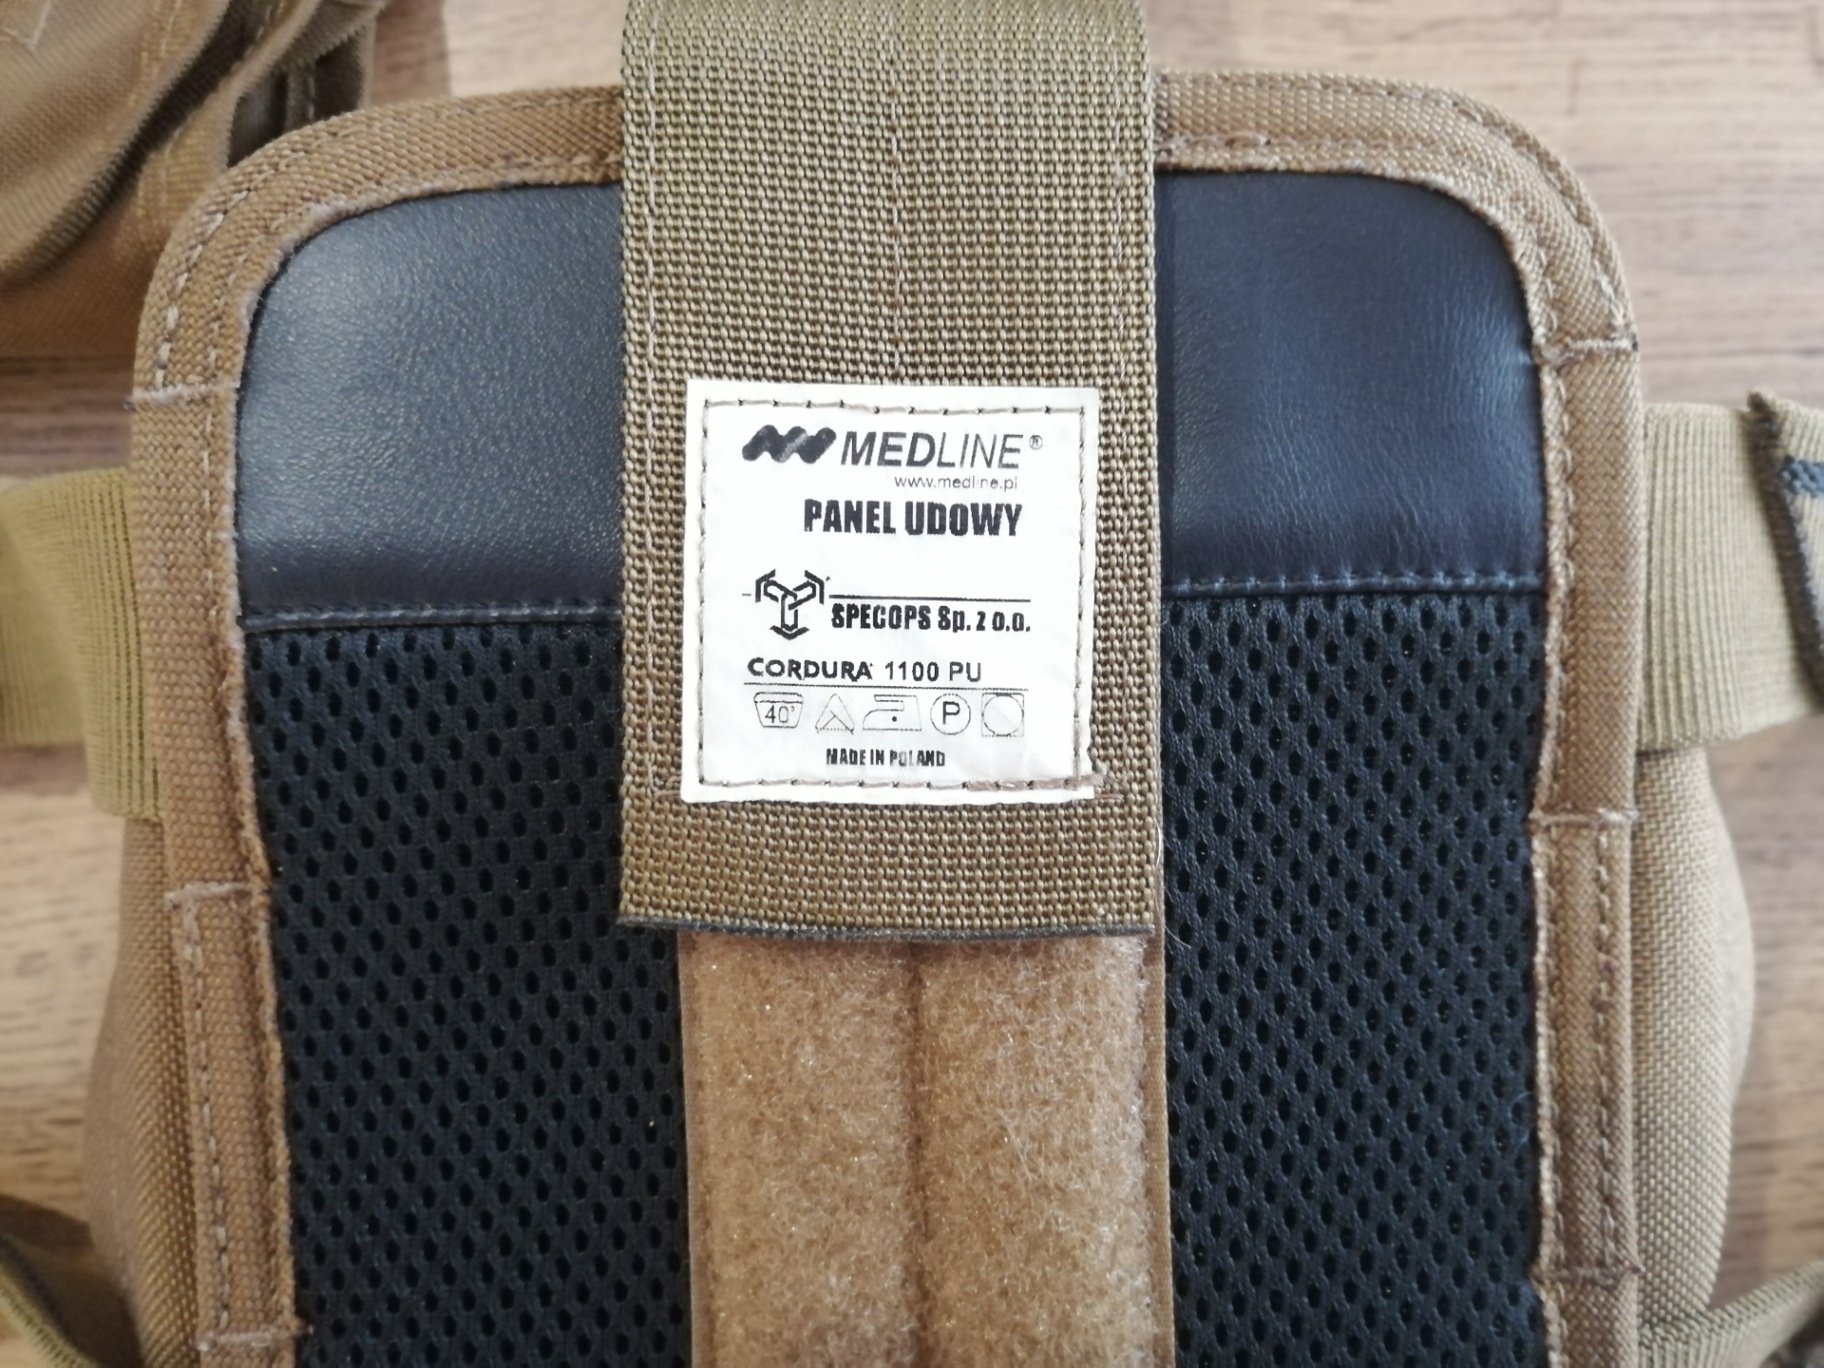 MEDLINE®
www.medline.pl
PANEL UDOWY
SPECOPS Sp. z o.o.
CORDURA 1100 PU
40° P
MADE IN POLAND